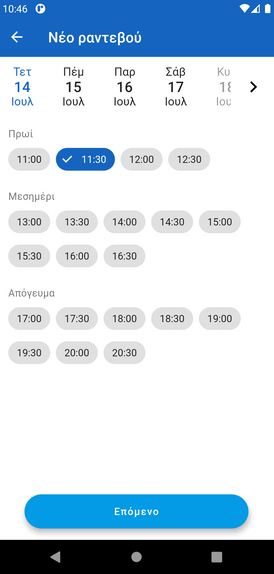 10:46
Νέο ραντεβού
Τετ Πέμ Παρ Σάβ Κυ
14 15 16 17 18
Ιουλ Ιουλ Ιουλ Ιουλ Ιου
Πρωί
11:00 11:30 12:00 12:30
Μεσημέρι
13:00 13:30 14:00 14:30 15:00
15:30 16:00 16:30
Απόγευμα
17:00 17:30 18:00 18:30 19:00
19:30 20:00 20:30
Επόμενο